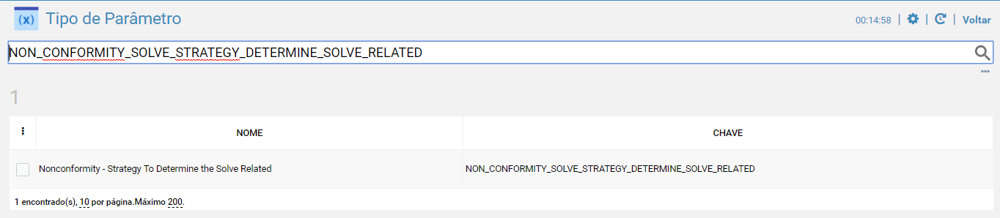 (x) Tipo de Parâmetro
00:14:58 | | | Voltar
NON_CONFORMITY_SOLVE_STRATEGY_DETERMINE_SOLVE_RELATED
1
NOME CHAVE
Nonconformity - Strategy To Determine the Solve Related NON_CONFORMITY_SOLVE_STRATEGY_DETERMINE_SOLVE_RELATED
1 encontrado(s), 10 por página.Máximo 200.